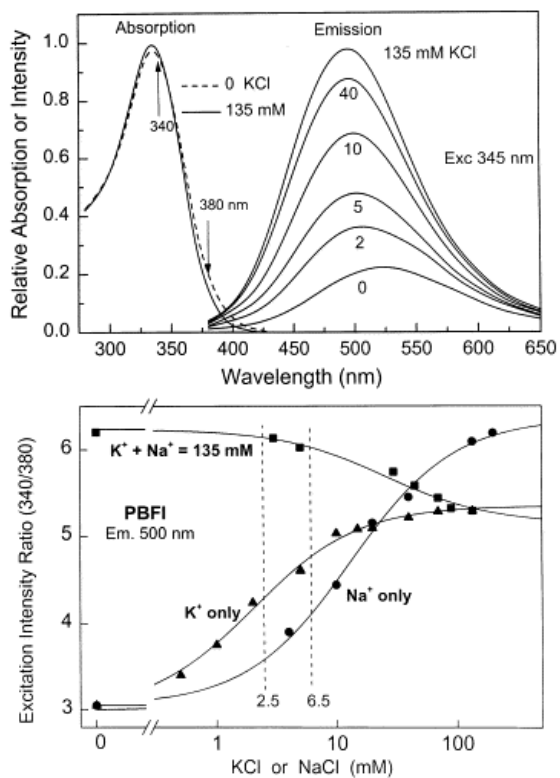 Absorption
Emission
135 mM KCl
0 KCl
135 mM
340
380 nm
40
10
5
2
0
Exc 345 nm
Relative Absorption or Intensity
1.0
0.8
0.6
0.4
0.2
0.0
300 350 400 450 500 550 600 650
Wavelength (nm)
K+ + Na+ = 135 mM
PBFI
Em. 500 nm
K+ only
Na+ only
2.5
6.5
Excitation Intensity Ratio (340/380)
6
5
4
3
0 1 10 100
KCl or NaCl (mM)